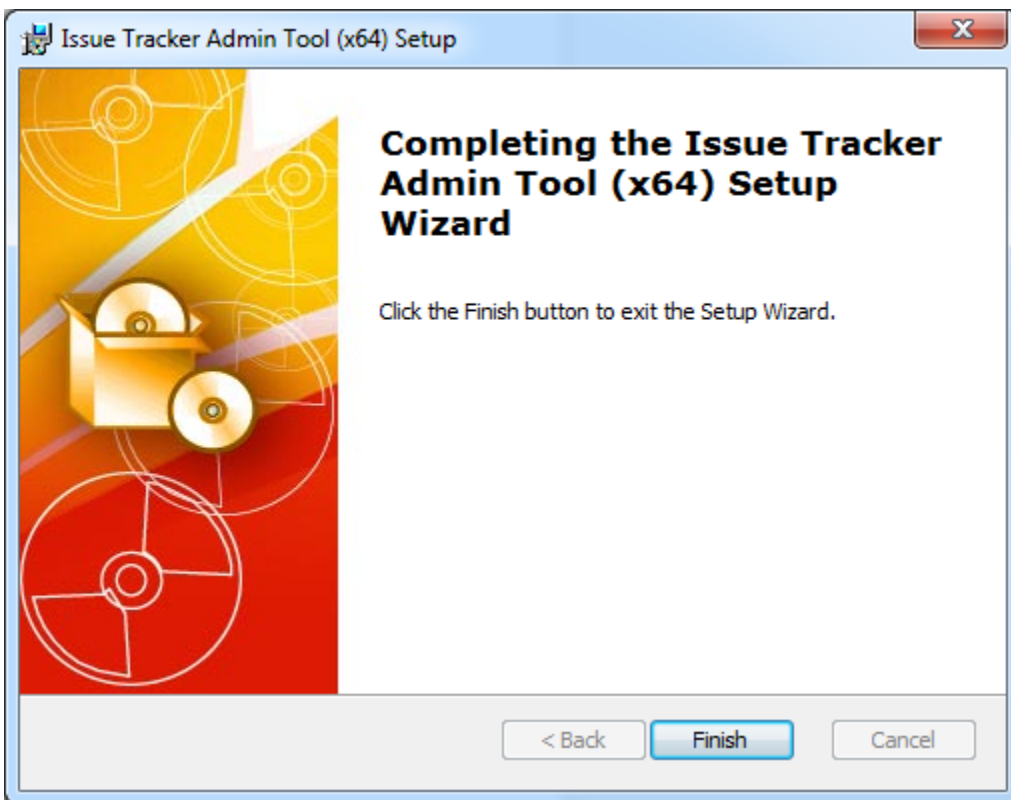 Issue Tracker Admin Tool (x64) Setup
Completing the Issue Tracker
Admin Tool (x64) Setup
Wizard
Click the Finish button to exit the Setup Wizard.
< Back Finish Cancel